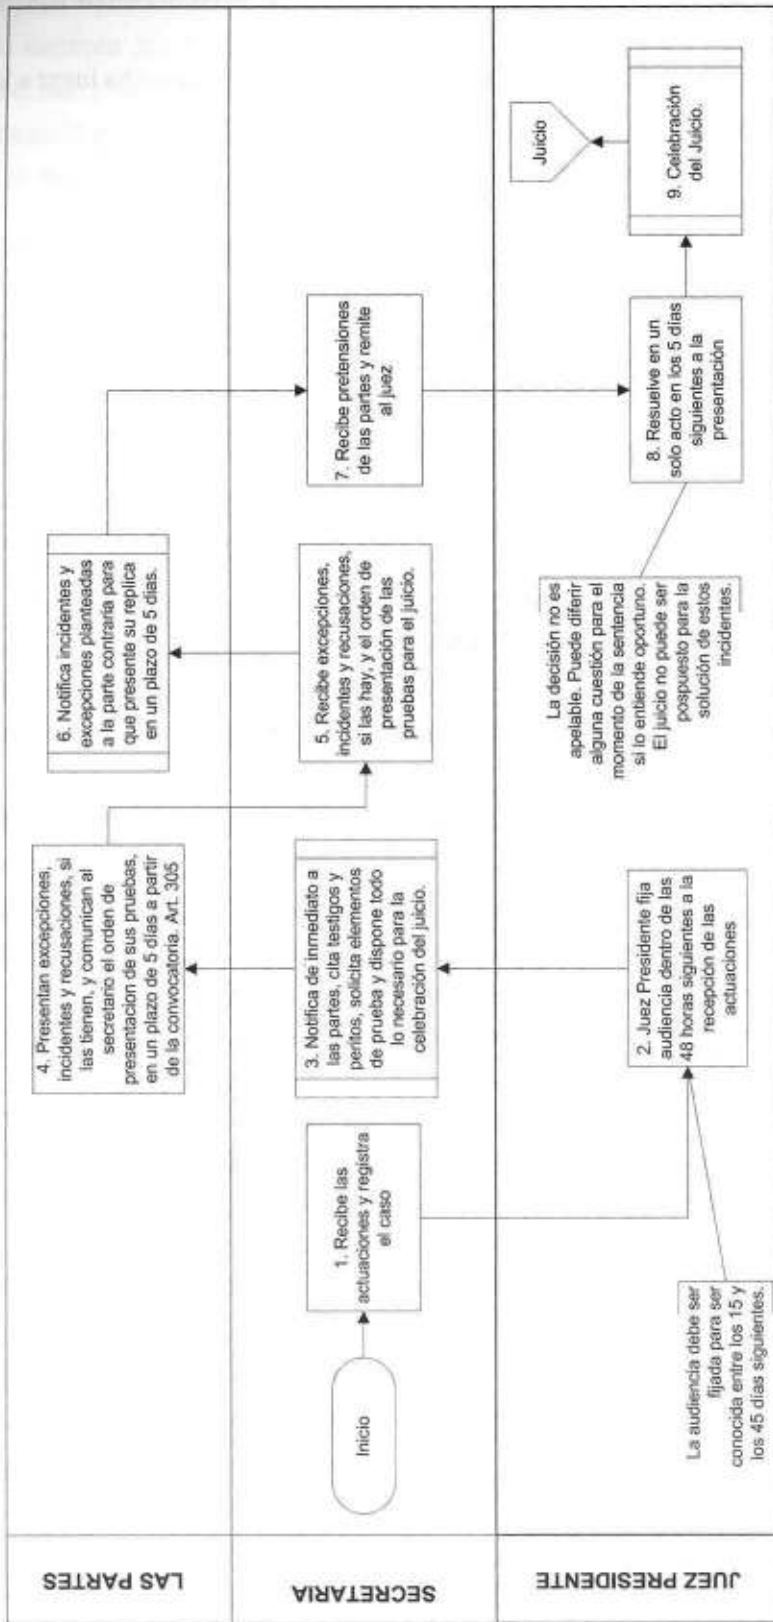 LAS PARTES
4. Presentan excepciones,
incidentes y recusaciones, si
las tienen, y comunican al
secretario el orden de
presentacion de sus pruebas,
en un plazo de 5 días a partir
de la convocatoria. Art. 305
6. Notifica incidentes y
excepciones planteadas
a la parte contraria para
que presente su replica
en un plazo de 5 días.
SECRETARIA
Inicio
1. Recibe las
actuaciones y registra
el caso
3. Notifica de inmediato a
las partes, cita testigos y
peritos, solicita elementos
de prueba y dispone todo
lo necesario para la
celebración del juicio.
5. Recibe excepciones,
incidentes y recusaciones,
si las hay, y el orden de
presentación de las
pruebas para el juicio.
7. Recibe pretensiones
de las partes y remite
al juez
JUEZ PRESIDENTE
La audiencia debe ser
fijada para ser
conocida entre los 15 y
los 45 días siguientes.
2. Juez Presidente fija
audiencia dentro de las
48 horas siguientes a la
recepción de las
actuaciones
La decisión no es
apelable. Puede diferir
alguna cuestión para el
momento de la sentencia
si lo entiende oportuno.
El juicio no puede ser
pospuesto para la
solución de estos
incidentes.
8. Resuelve en un
solo acto en los 5 días
siguientes a la
presentación
9. Celebración
del Juicio.
Juicio